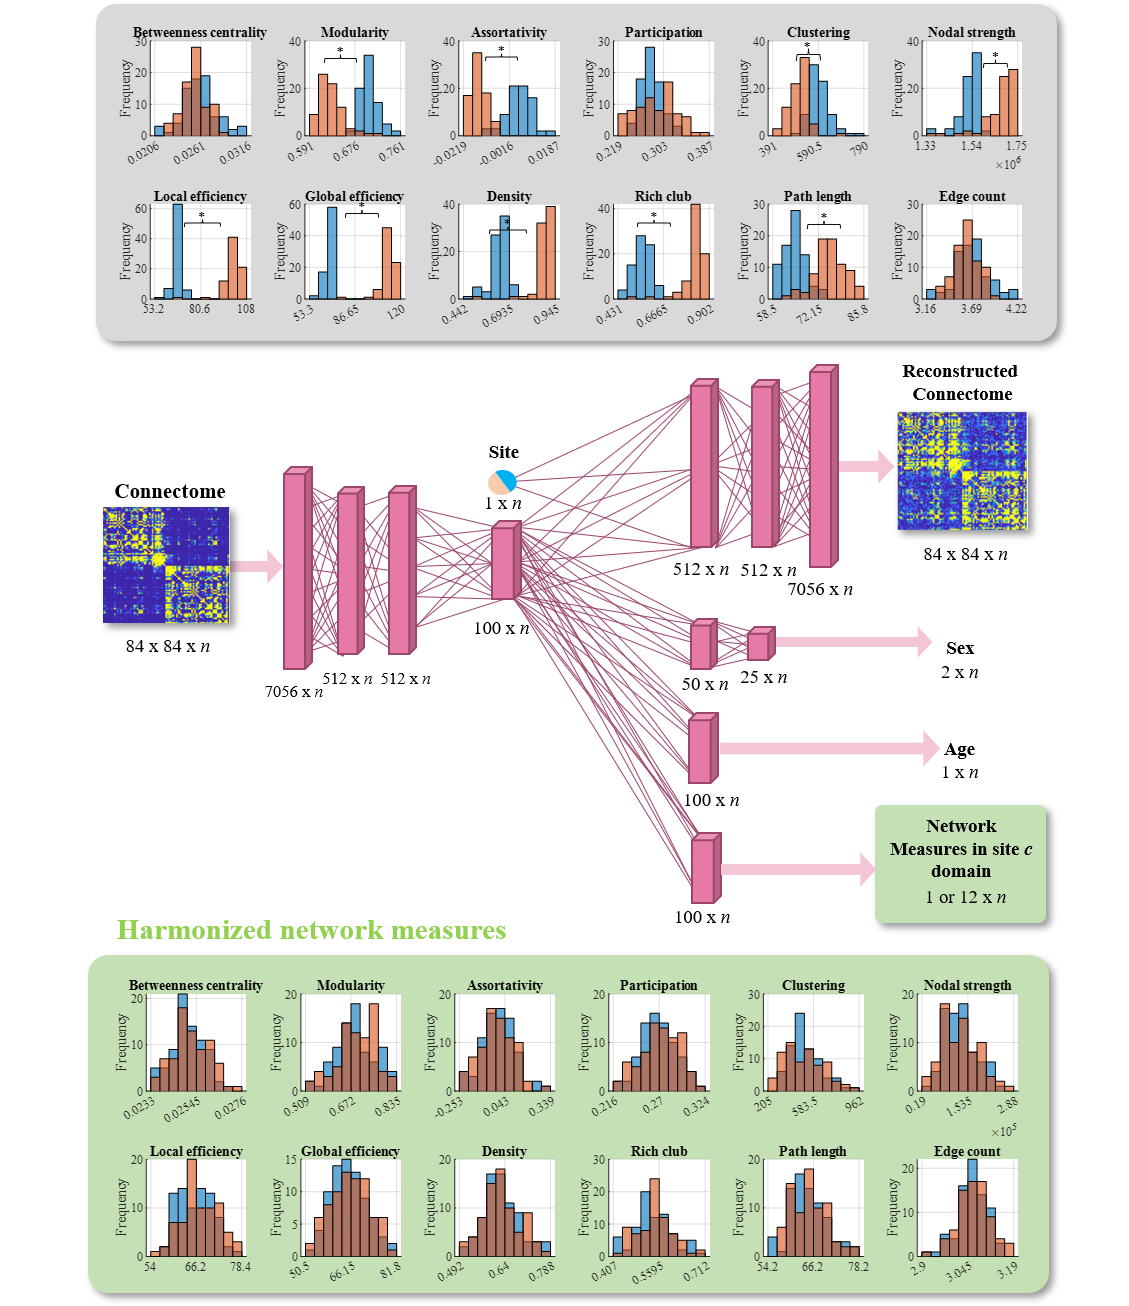 Betweenness centrality Modularity Assortativity Participation Clustering Nodal strength
Frequency
30
20
10
0
0.0206 0.0261 0.0316
Frequency
40
20
0
*
0.591 0.676 0.761
Frequency
40
20
0
*
-0.0219 -0.0016 0.0187
Frequency
30
20
10
0
0.219 0.303 0.387
Frequency
40
20
0
*
391 590.5 790
Frequency
40
20
0
*
1.33 1.54 1.75
×10⁶
Local efficiency Global efficiency Density Rich club Path length Edge count
Frequency
60
40
20
0
*
53.2 80.6 108
Frequency
60
40
20
0
*
53.3 86.65 120
Frequency
40
20
0
*
0.442 0.6935 0.945
Frequency
40
20
0
*
0.431 0.6665 0.902
Frequency
30
20
10
0
*
58.5 72.15 85.8
Frequency
30
20
10
0
3.16 3.69 4.22
Reconstructed
Connectome
84 x 84 x n
Site
1 x n
Connectome
84 x 84 x n
7056 x n
512 x n
512 x n
100 x n
512 x n
512 x n
7056 x n
50 x n
25 x n
Sex
2 x n
100 x n
Age
1 x n
100 x n
Network
Measures in site c
domain
1 or 12 x n
Harmonized network measures
Betweenness centrality Modularity Assortativity Participation Clustering Nodal strength
Frequency
20
10
0
0.0233 0.02545 0.0276
Frequency
20
10
0
0.509 0.672 0.835
Frequency
20
10
0
-0.253 0.043 0.339
Frequency
20
10
0
0.216 0.27 0.324
Frequency
30
20
10
0
205 583.5 962
Frequency
20
10
0
0.19 1.535 2.88
×10⁵
Local efficiency Global efficiency Density Rich club Path length Edge count
Frequency
20
10
0
54 66.2 78.4
Frequency
15
10
5
0
50.5 66.15 81.8
Frequency
20
10
0
0.492 0.64 0.788
Frequency
30
20
10
0
0.407 0.5595 0.712
Frequency
20
10
0
54.2 66.2 78.2
Frequency
20
10
0
2.9 3.045 3.19